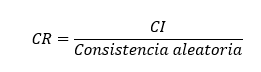 CR = CI / Consistencia aleatoria